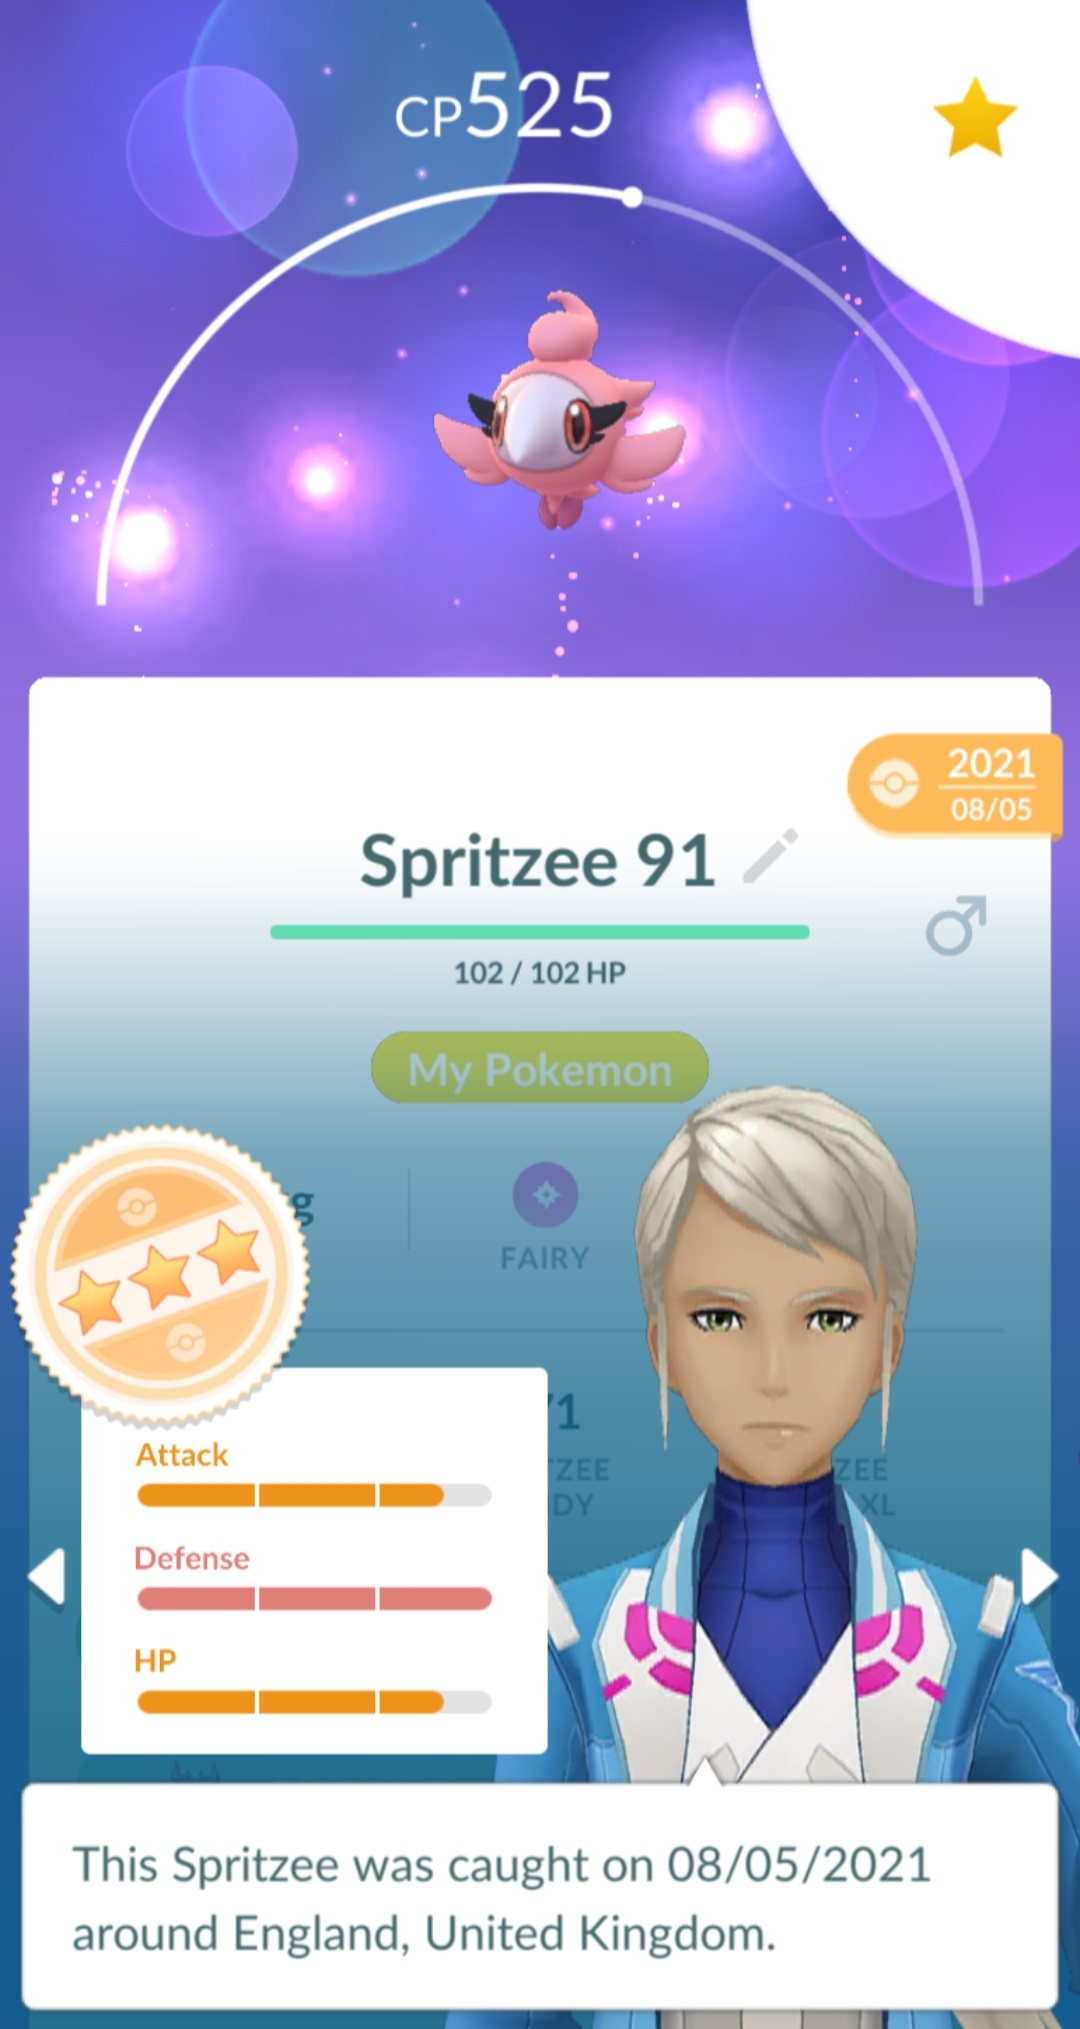 CP525
2021
08/05
Spritzee 91
102 / 102 HP
My Pokemon
g
FAIRY
Attack
Defense
HP
71
ZEE
DY
ZEE
XL
This Spritzee was caught on 08/05/2021
around England, United Kingdom.